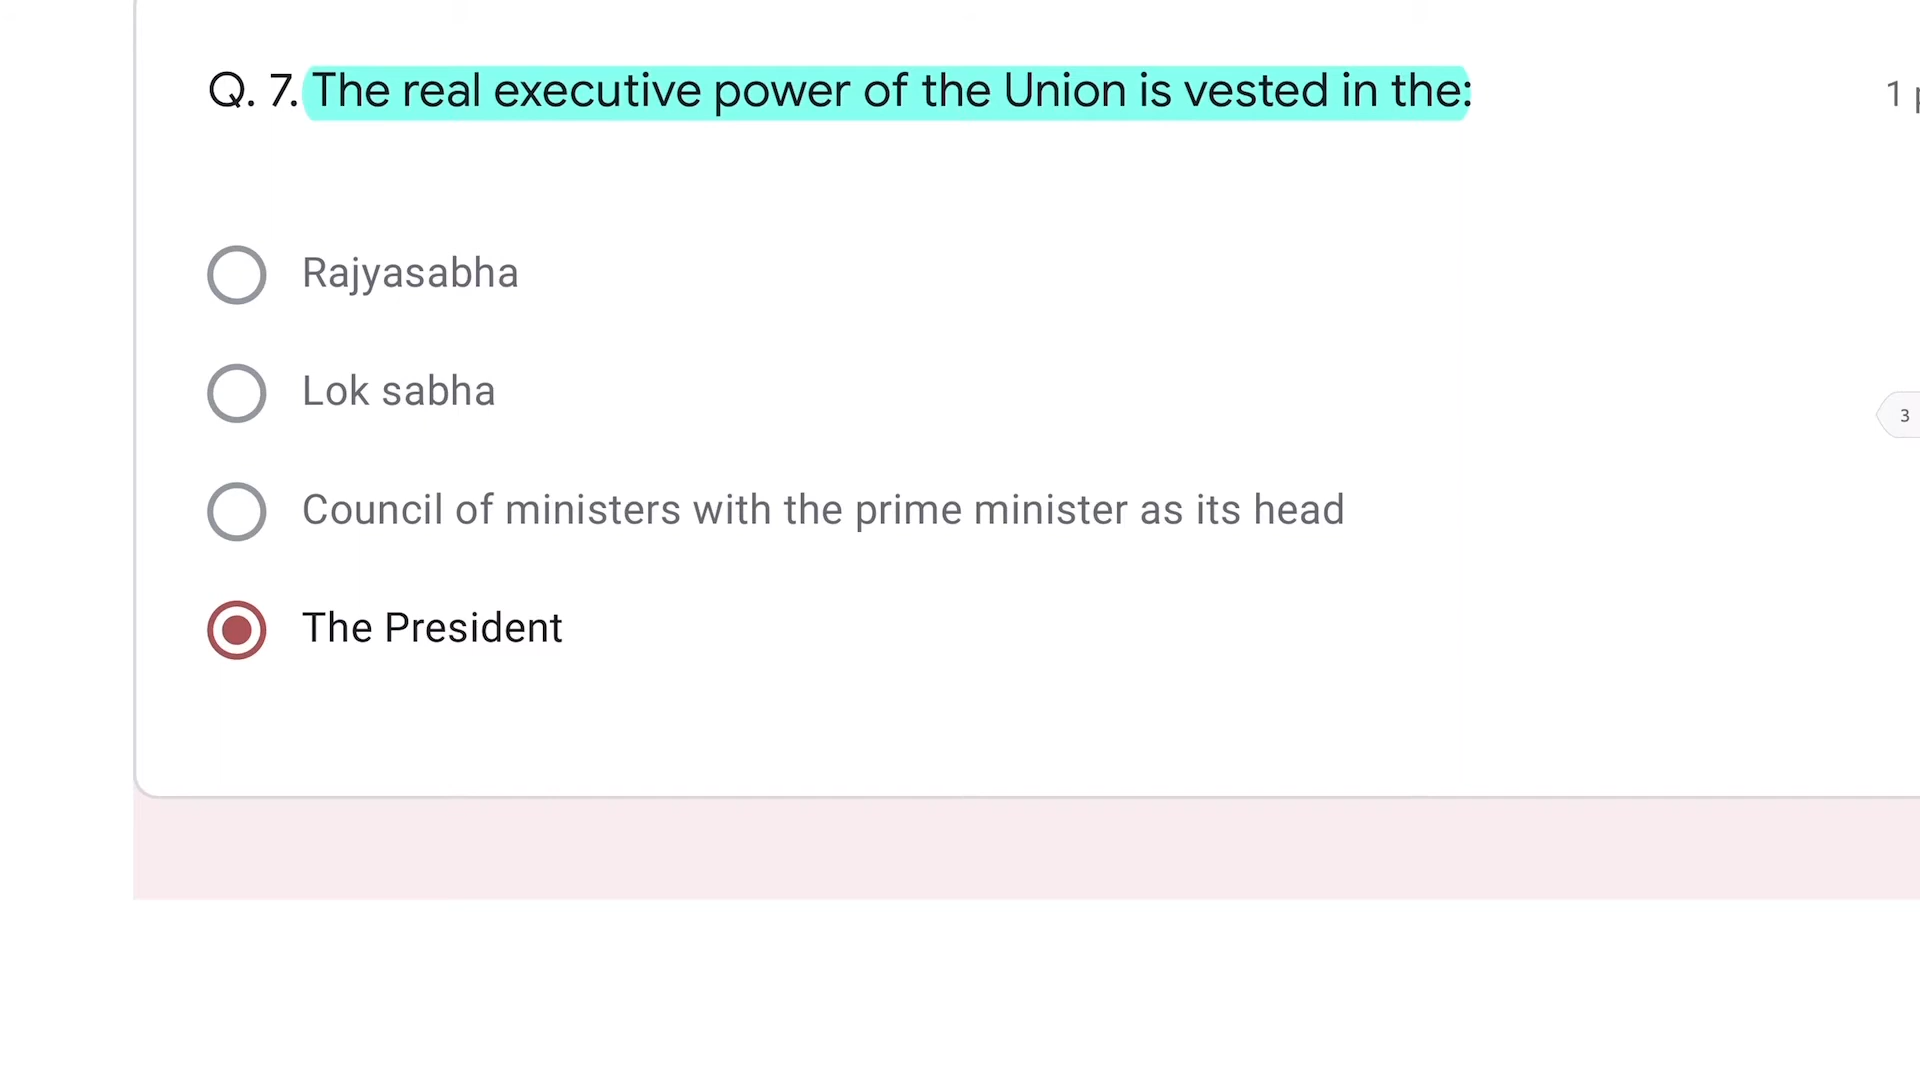 Q. 7. The real executive power of the Union is vested in the:
1
Rajyasabha
Lok sabha
3
Council of ministers with the prime minister as its head
The President